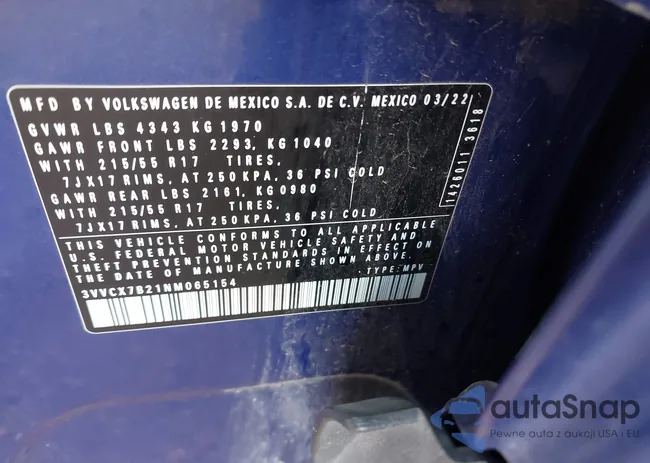 MFD BY VOLKSWAGEN DE MEXICO S.A. DE C.V. MEXICO 03/22
GVWR LBS 4343 KG 1970
GAWR FRONT LBS 2293, KG 1040
WITH 215/55 R17 TIRES,
7JX17 RIMS, AT 250 KPA, 36 PSI COLD
GAWR REAR LBS 2161, KG0980
WITH 215/55 R17 TIRES,
7JX17 RIMS, AT 250 KPA, 36 PSI COLD
THIS VEHICLE CONFORMS TO ALL APPLICABLE
U.S. FEDERAL MOTOR VEHICLE SAFETY AND
THEFT PREVENTION STANDARDS IN EFFECT ON
THE DATE OF MANUFACTURE SHOWN ABOVE.
3VVCX7B21NM065154 TYPE: MPV
1426011 3618
autaSnap
Pewne auta z aukcji USA i EU